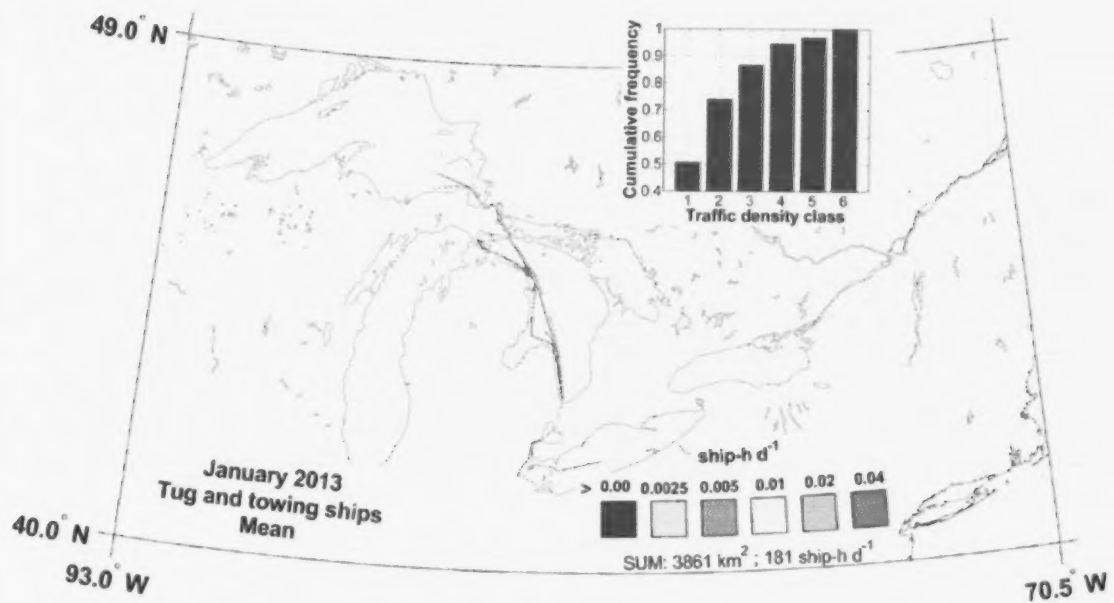 49.0° N
Cumulative frequency
1
0.9
0.8
0.7
0.6
0.5
0.4
1 2 3 4 5 6
Traffic density class
January 2013
Tug and towing ships
Mean
ship-h d⁻¹
> 0.00 0.0025 0.005 0.01 0.02 0.04
SUM: 3861 km² ; 181 ship-h d⁻¹
40.0° N
93.0° W
70.5° W